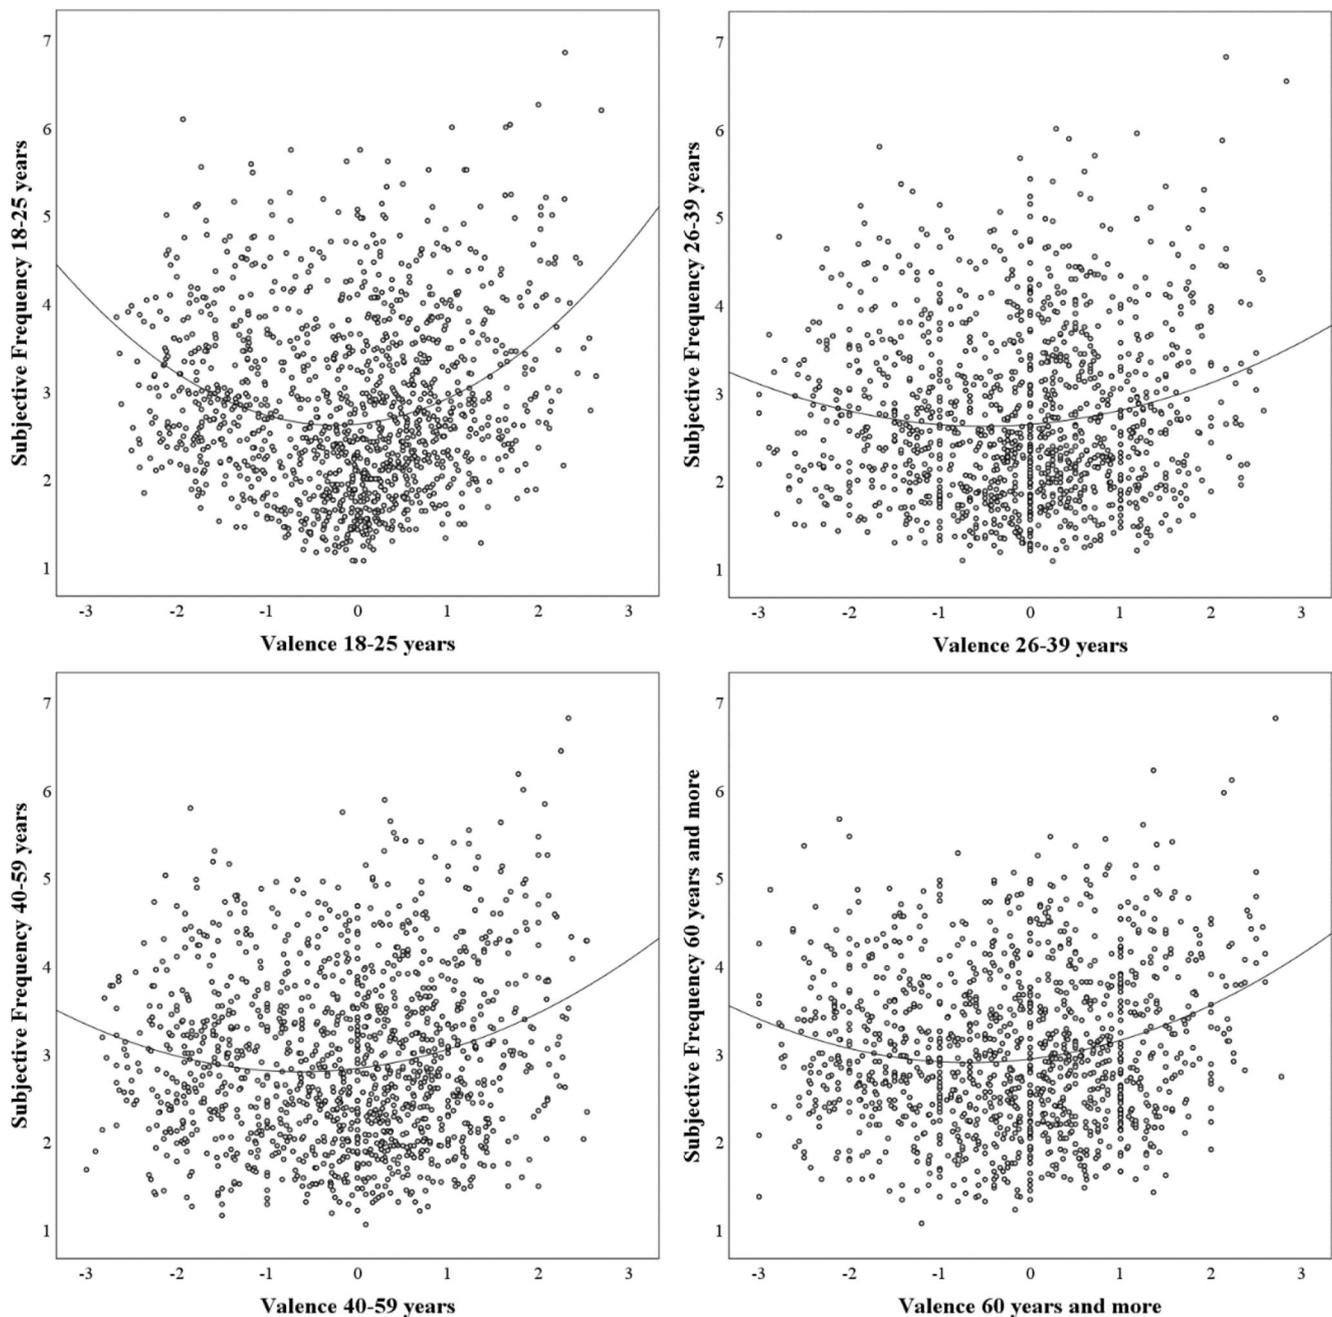 Subjective Frequency 18-25 years
7
6
5
4
3
2
1
-3 -2 -1 0 1 2 3
Valence 18-25 years
Subjective Frequency 26-39 years
7
6
5
4
3
2
1
-3 -2 -1 0 1 2 3
Valence 26-39 years
Subjective Frequency 40-59 years
7
6
5
4
3
2
1
-3 -2 -1 0 1 2 3
Valence 40-59 years
Subjective Frequency 60 years and more
7
6
5
4
3
2
1
-3 -2 -1 0 1 2 3
Valence 60 years and more